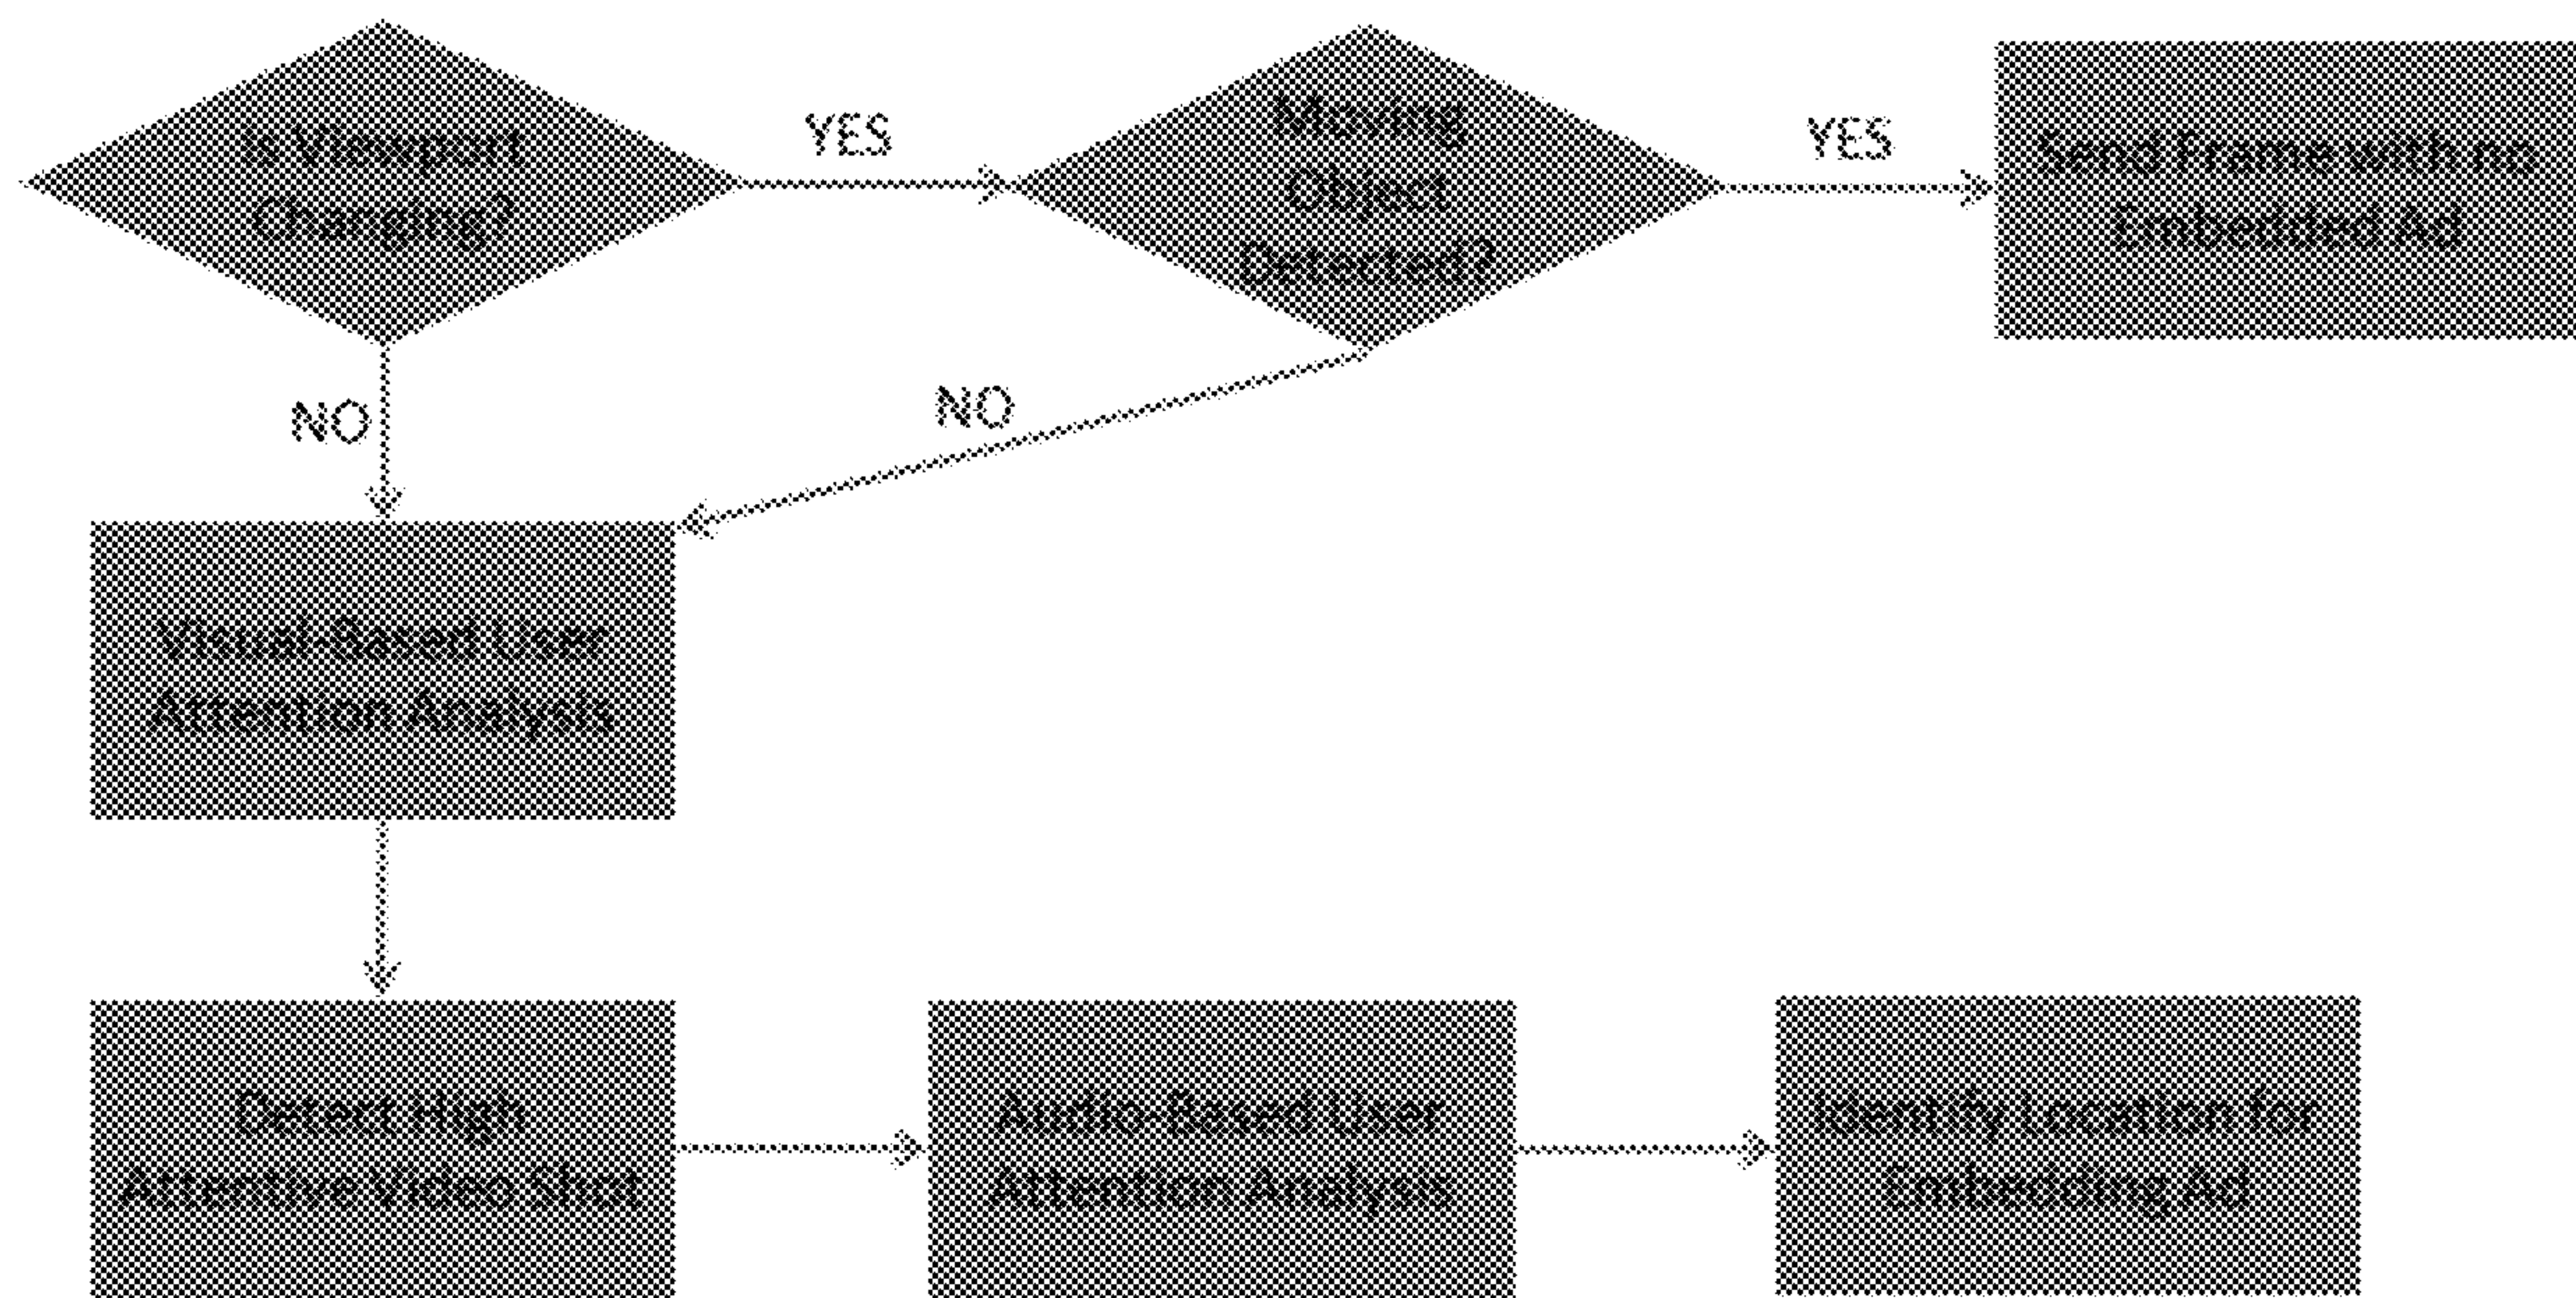 Is Viewport
Changing?
YES
Moving
Object
Detected?
YES
Send Frame with no
Embedded Ad
NO
NO
Visual-Based User
Attention Analysis
Detect High
Attentive Video Shot
Audio-Based User
Attention Analysis
Identify Location for
Embedding Ad